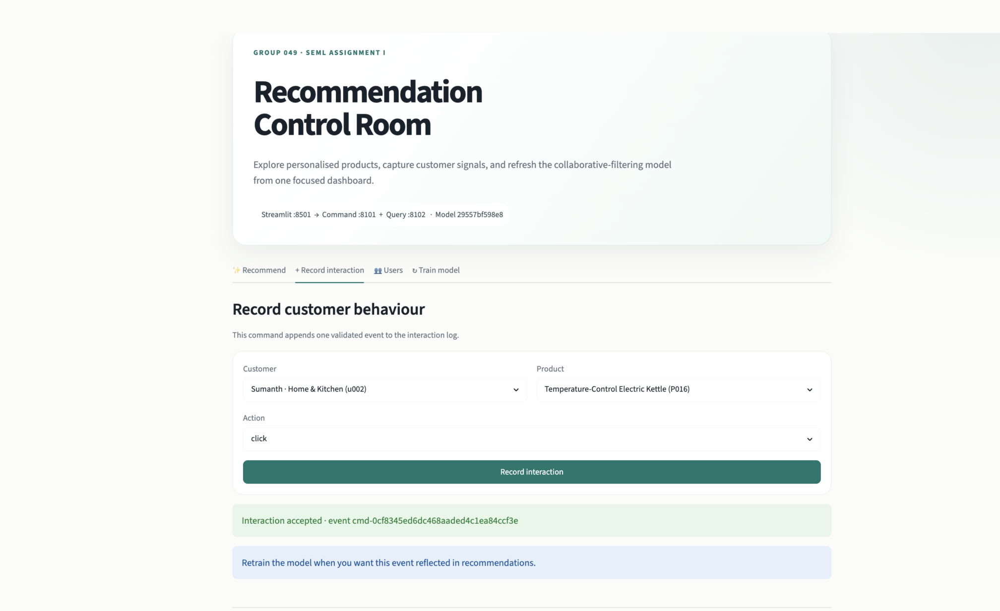 GROUP 049 · SEML ASSIGNMENT I
Recommendation
Control Room
Explore personalised products, capture customer signals, and refresh the collaborative-filtering model
from one focused dashboard.
Streamlit :8501 → Command :8101 + Query :8102 · Model 29557bf598e8
✨ Recommend + Record interaction 👥 Users ↻ Train model
Record customer behaviour
This command appends one validated event to the interaction log.
Customer Product
Sumanth · Home & Kitchen (u002) Temperature-Control Electric Kettle (P016)
Action
click
Record interaction
Interaction accepted · event cmd-0cf8345ed6dc468aaded4c1ea84ccf3e
Retrain the model when you want this event reflected in recommendations.